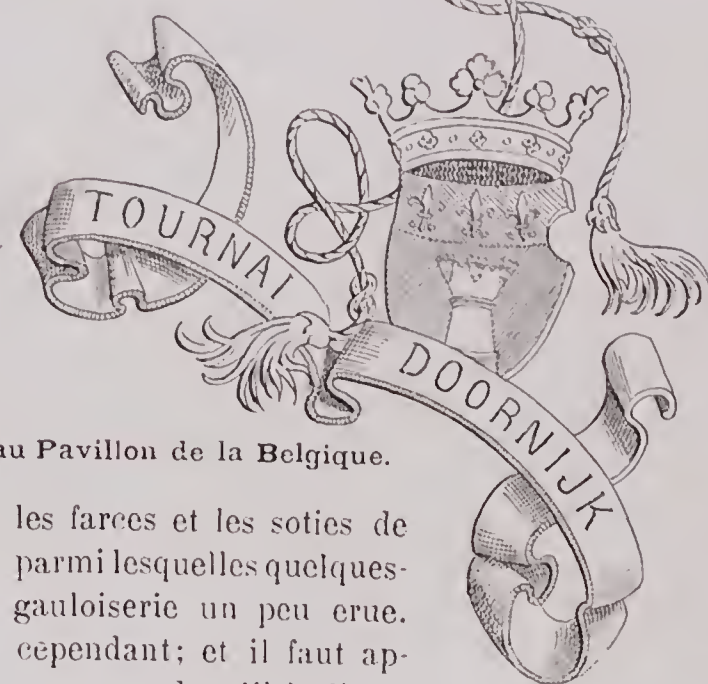 TOURNAI
DOORNIJK
au Pavillon de la Belgique.
les farces et les soties de
parmi lesquelles quelques-
gauloiserie un peu crue.
cependant; et il faut ap-